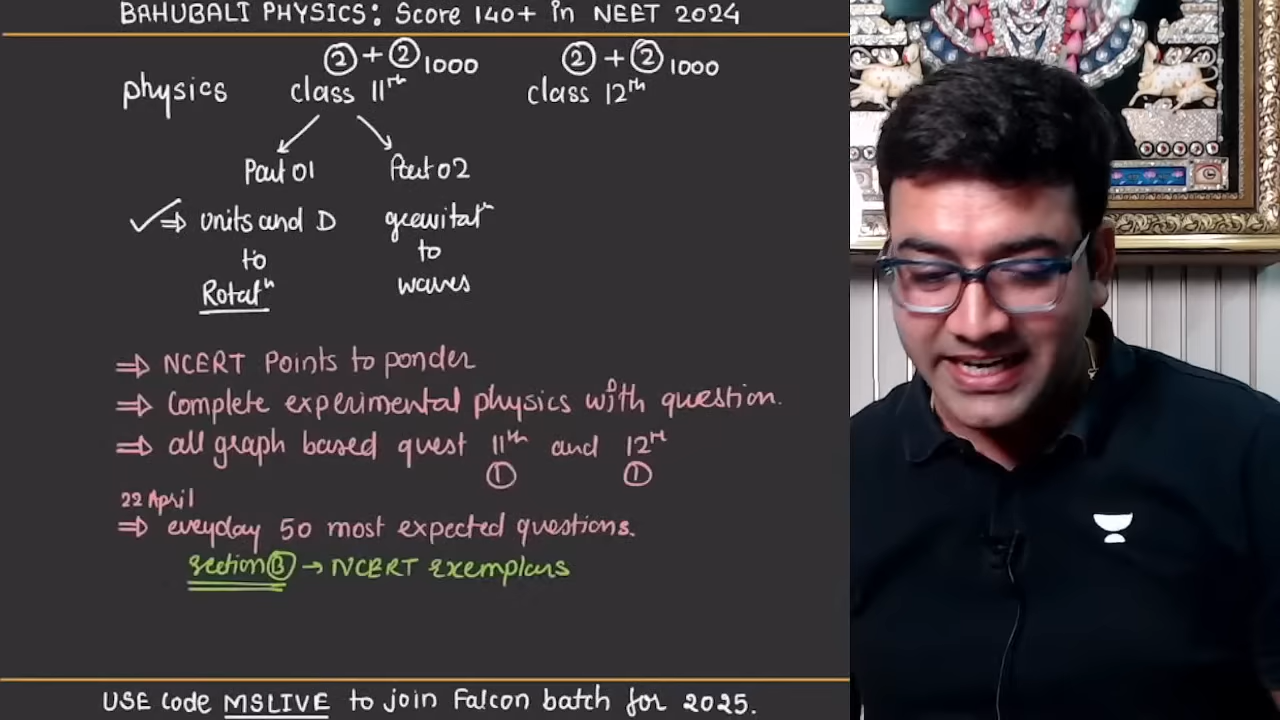 BAHUBALI PHYSICS: Score 140+ in NEET 2024
② + ② 1000 ② + ② 1000
physics class 11th class 12th
Part 01 Part 02
⇒ units and D gravitatn
to to
Rotatn waves
⇒ NCERT Points to ponder
⇒ complete experimental physics with question.
⇒ all graph based quest 11th and 12th
① ①
22 April
⇒ everyday 50 most expected questions.
section Ⓑ → NCERT Exemplars
USE Code MSLIVE to join Falcon batch for 2025.